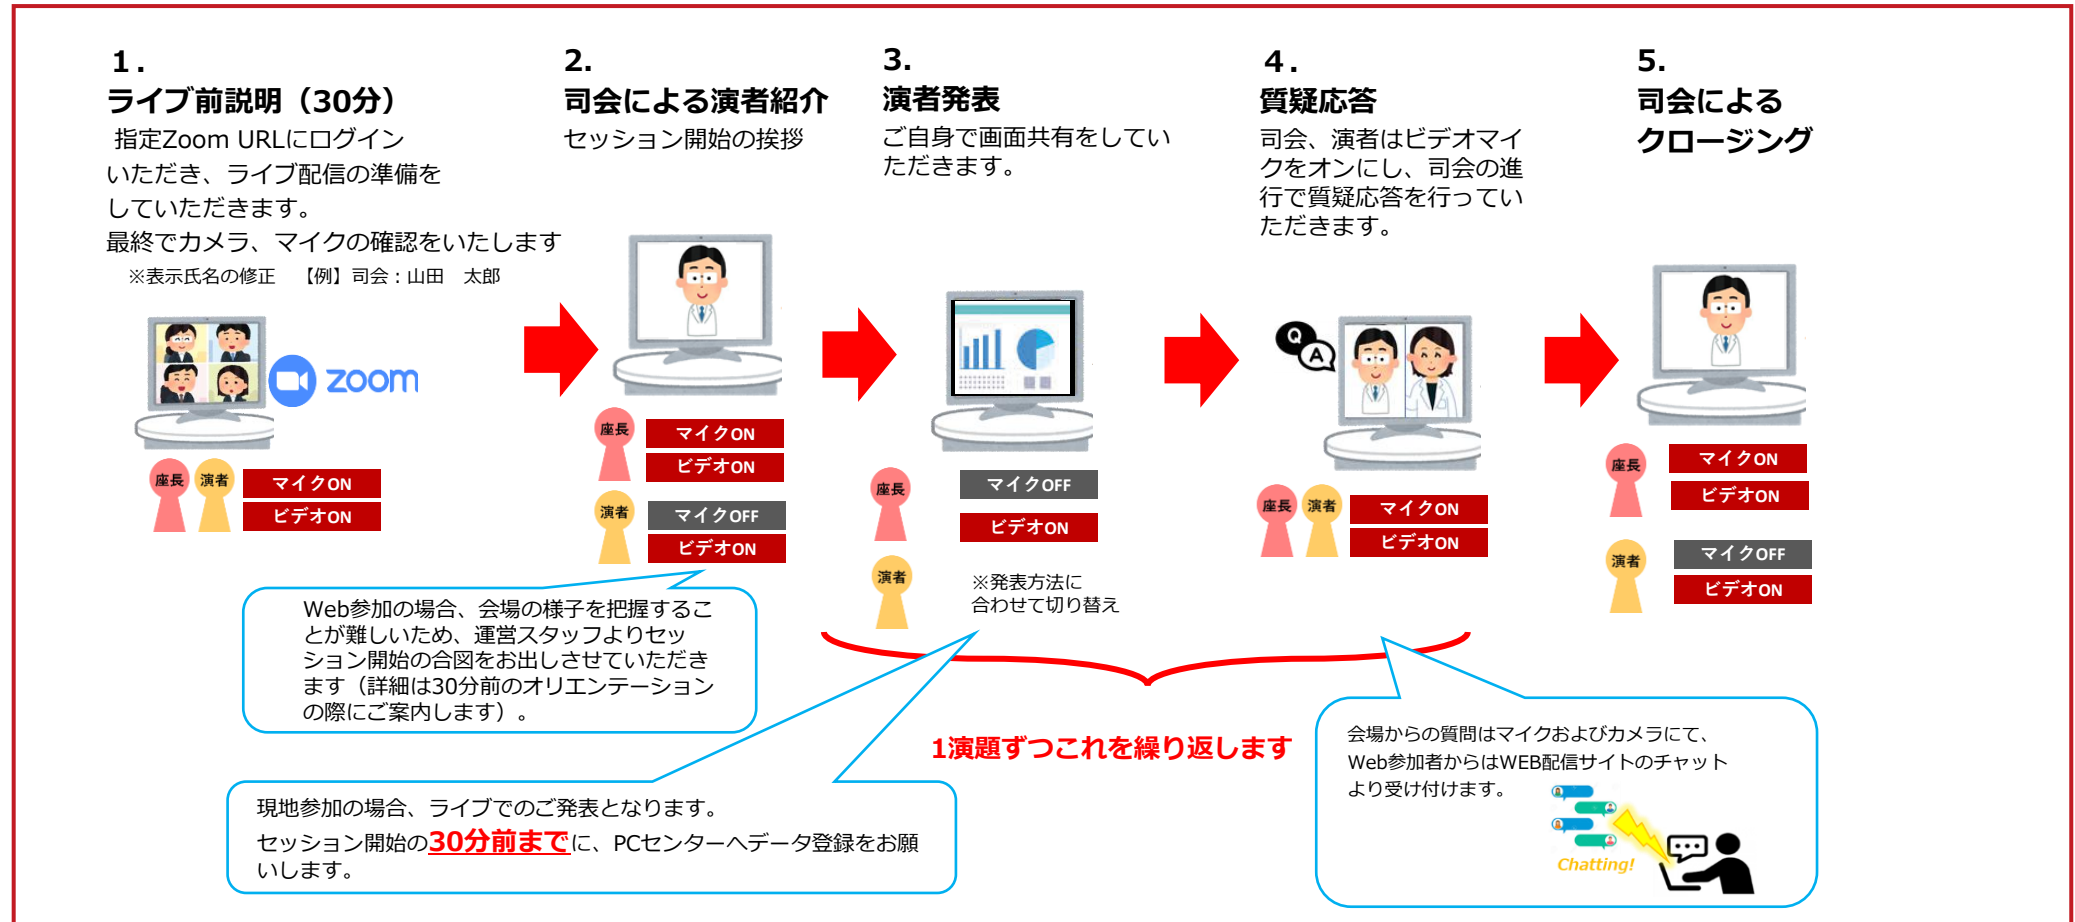 1.
ライブ前説明（30分）
指定Zoom URLにログイン
いただき、ライブ配信の準備を
していただきます。
最終でカメラ、マイクの確認をいたします
※表示氏名の修正　【例】司会：山田　太郎
zoom
座長
演者
マイクON
ビデオON
2.
司会による演者紹介
セッション開始の挨拶
座長
マイクON
ビデオON
演者
マイクOFF
ビデオON
Web参加の場合、会場の様子を把握するこ
とが難しいため、運営スタッフよりセッ
ション開始の合図をお出しさせていただき
ます（詳細は30分前のオリエンテーション
の際にご案内します）。
3.
演者発表
ご自身で画面共有をしてい
ただきます。
座長
マイクOFF
ビデオON
演者
※発表方法に
合わせて切り替え
現地参加の場合、ライブでのご発表となります。
セッション開始の30分前までに、PCセンターへデータ登録をお願
いします。
4.
質疑応答
司会、演者はビデオマイ
クをオンにし、司会の進
行で質疑応答を行ってい
ただきます。
Q
A
座長
演者
マイクON
ビデオON
1演題ずつこれを繰り返します
会場からの質問はマイクおよびカメラにて、
Web参加者からはWEB配信サイトのチャット
より受け付けます。
Chatting!
5.
司会による
クロージング
座長
マイクON
ビデオON
演者
マイクOFF
ビデオON